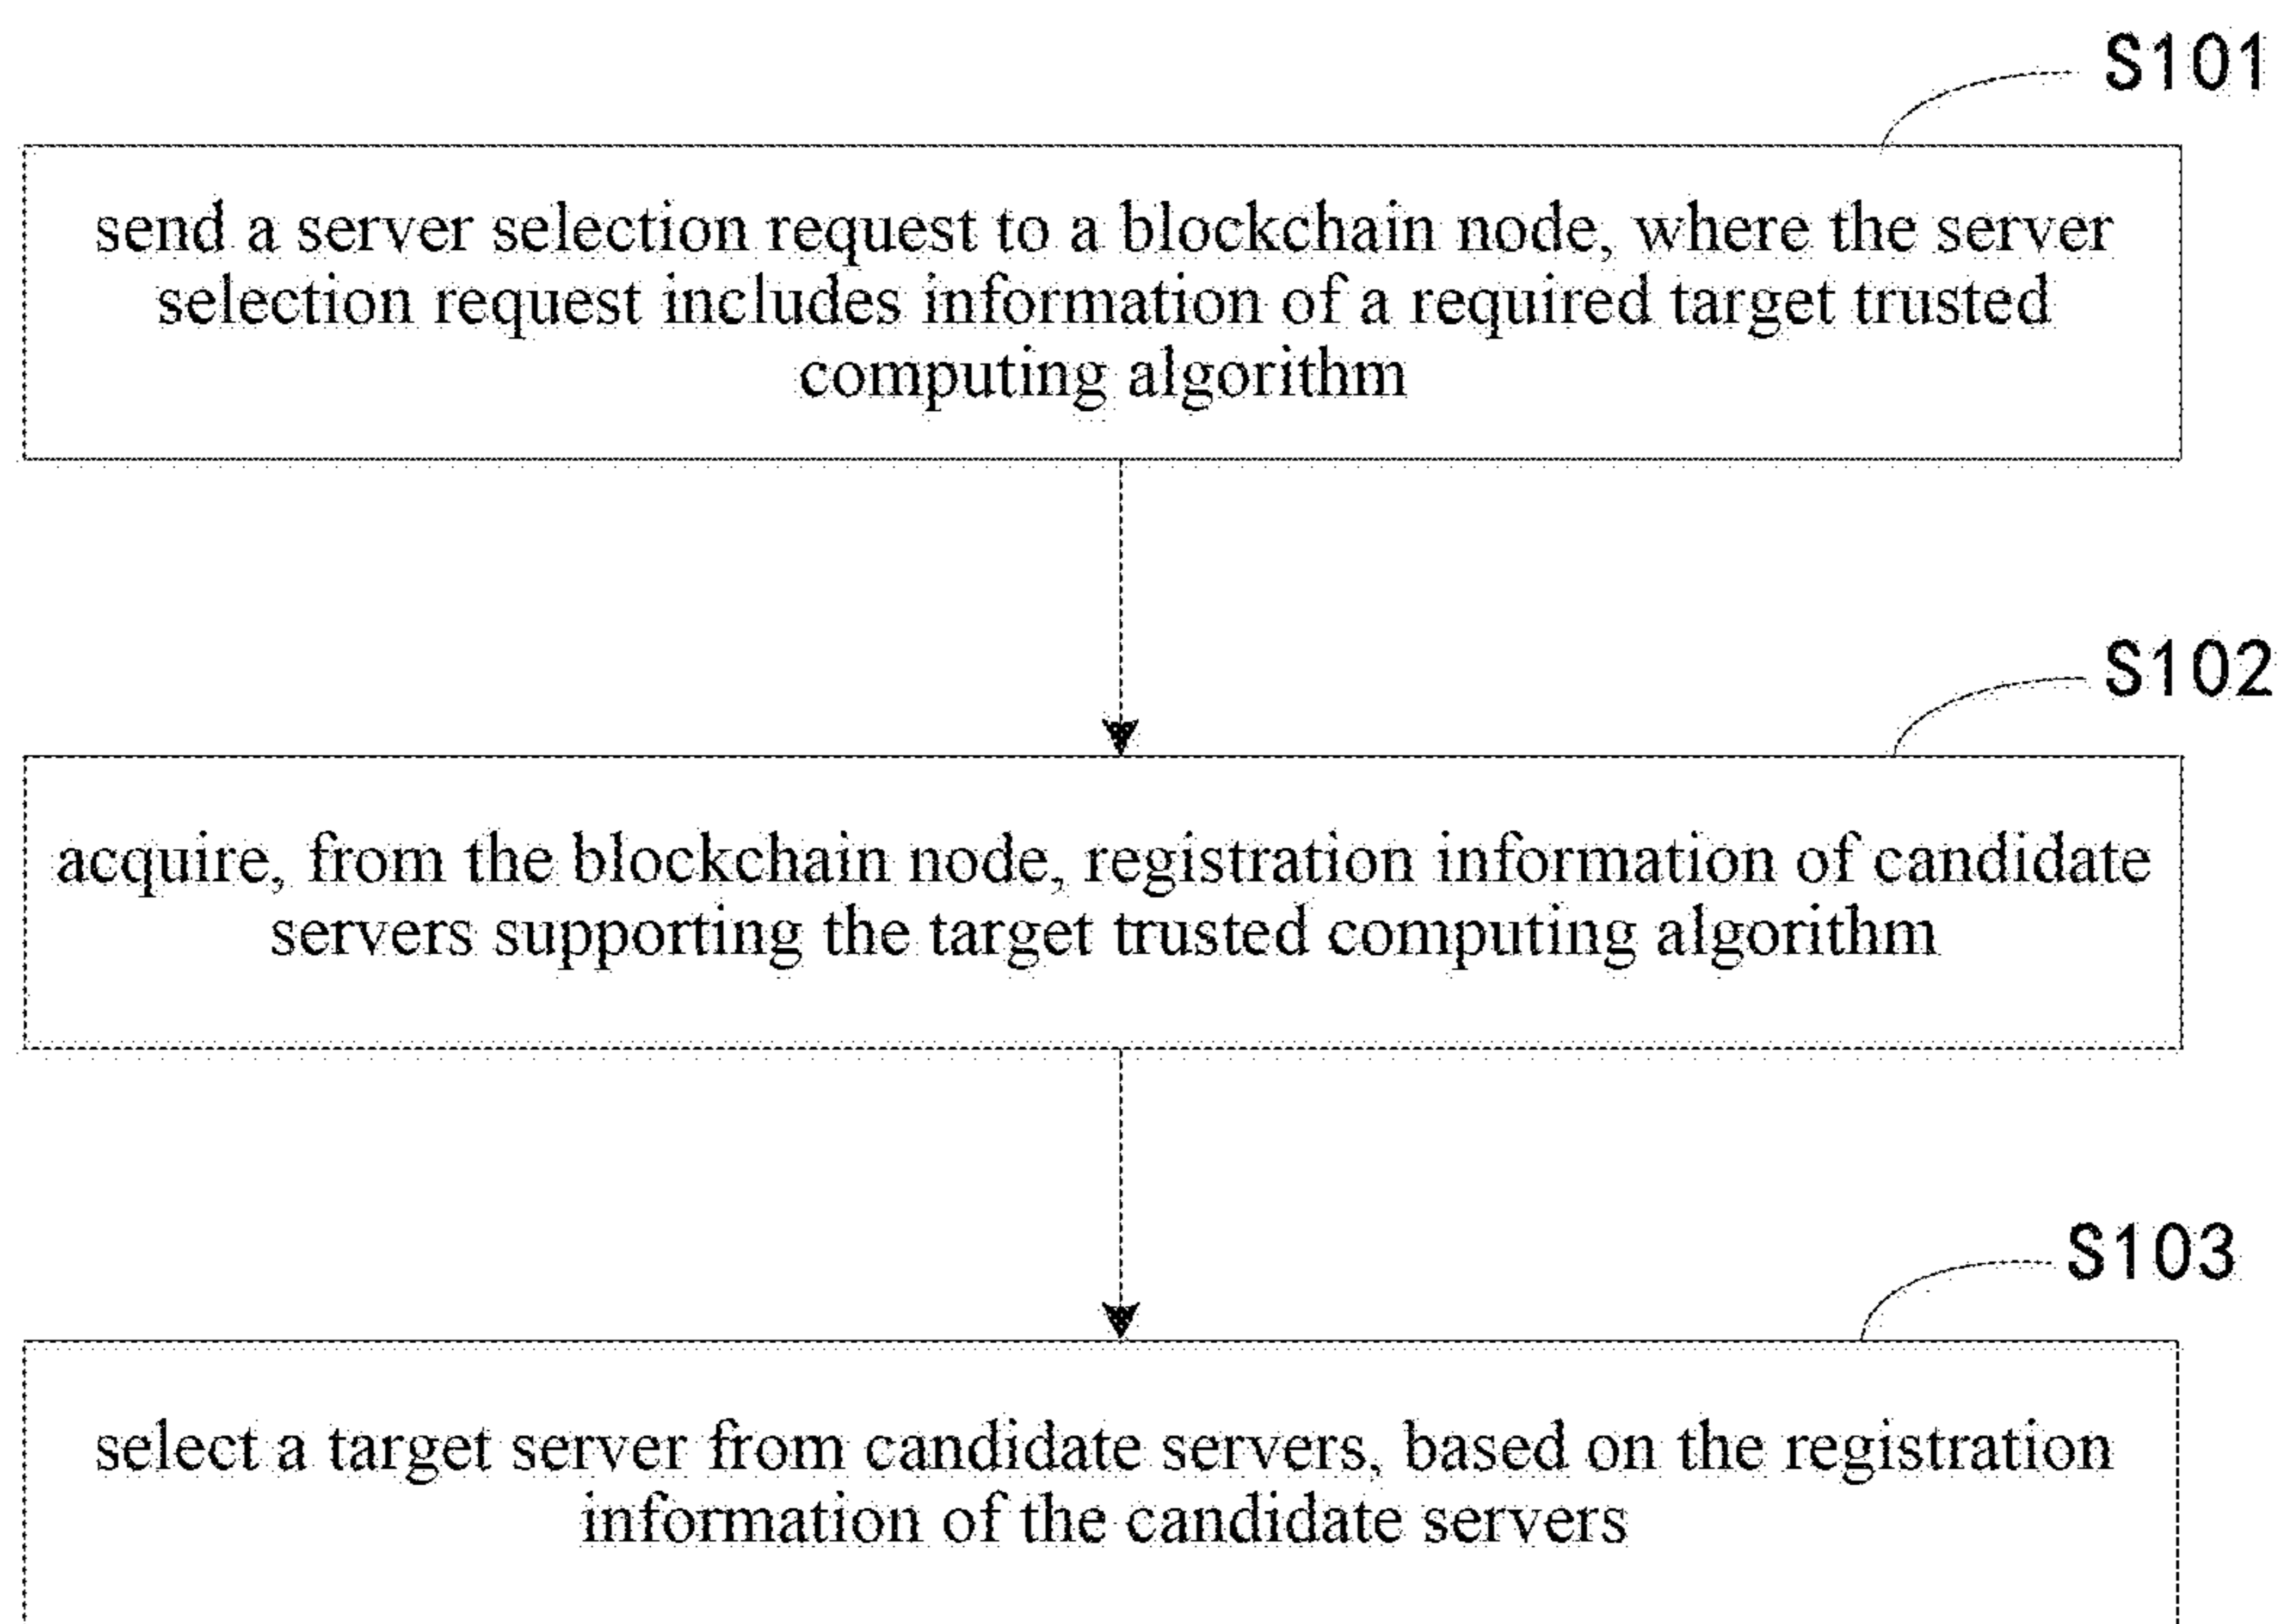 S101
send a server selection request to a blockchain node, where the server
selection request includes information of a required target trusted
computing algorithm
S102
acquire, from the blockchain node, registration information of candidate
servers supporting the target trusted computing algorithm
S103
select a target server from candidate servers, based on the registration
information of the candidate servers